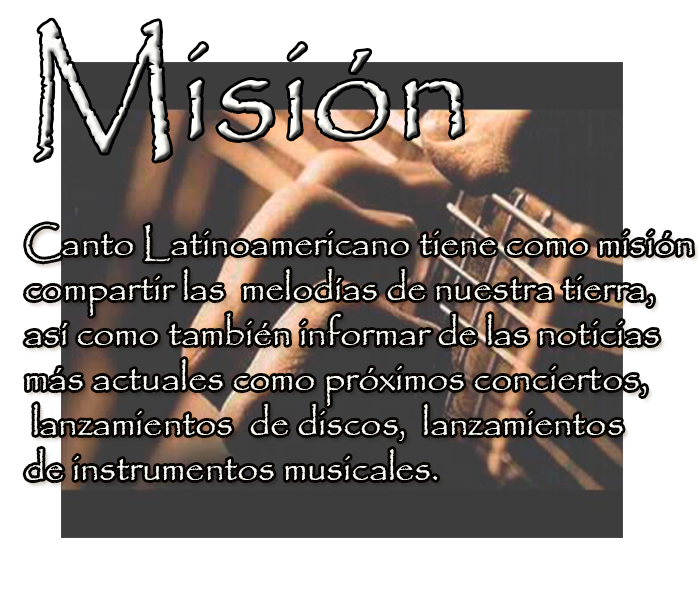 Misión
Canto Latinoamericano tiene como misión
compartir las melodías de nuestra tierra,
así como también informar de las noticias
más actuales como próximos conciertos,
lanzamientos de discos, lanzamientos
de instrumentos musicales.